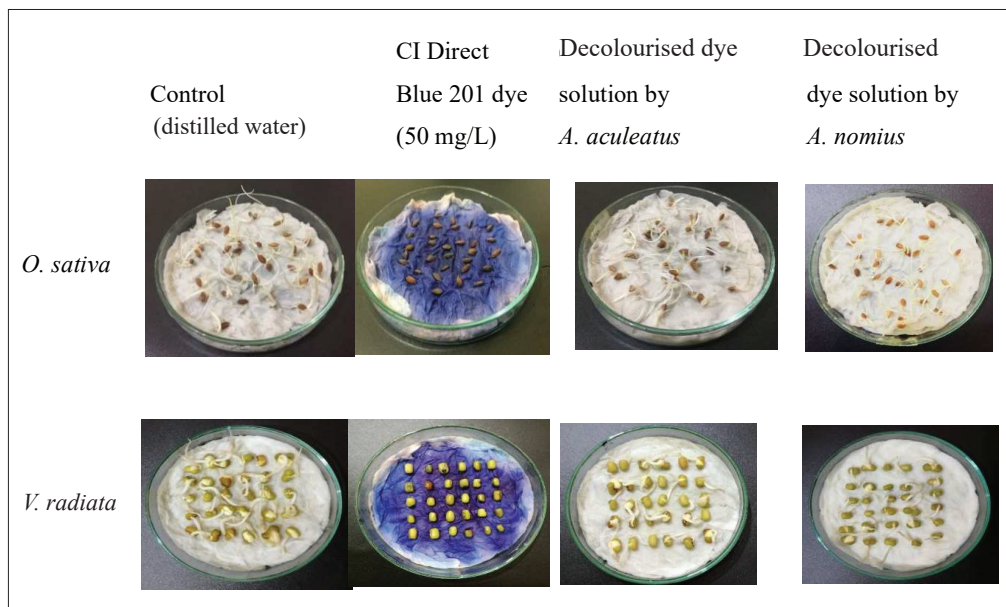 Control
(distilled water)
CI Direct
Blue 201 dye
(50 mg/L)
Decolourised dye
solution by
A. aculeatus
Decolourised
dye solution by
A. nomius
O. sativa
V. radiata